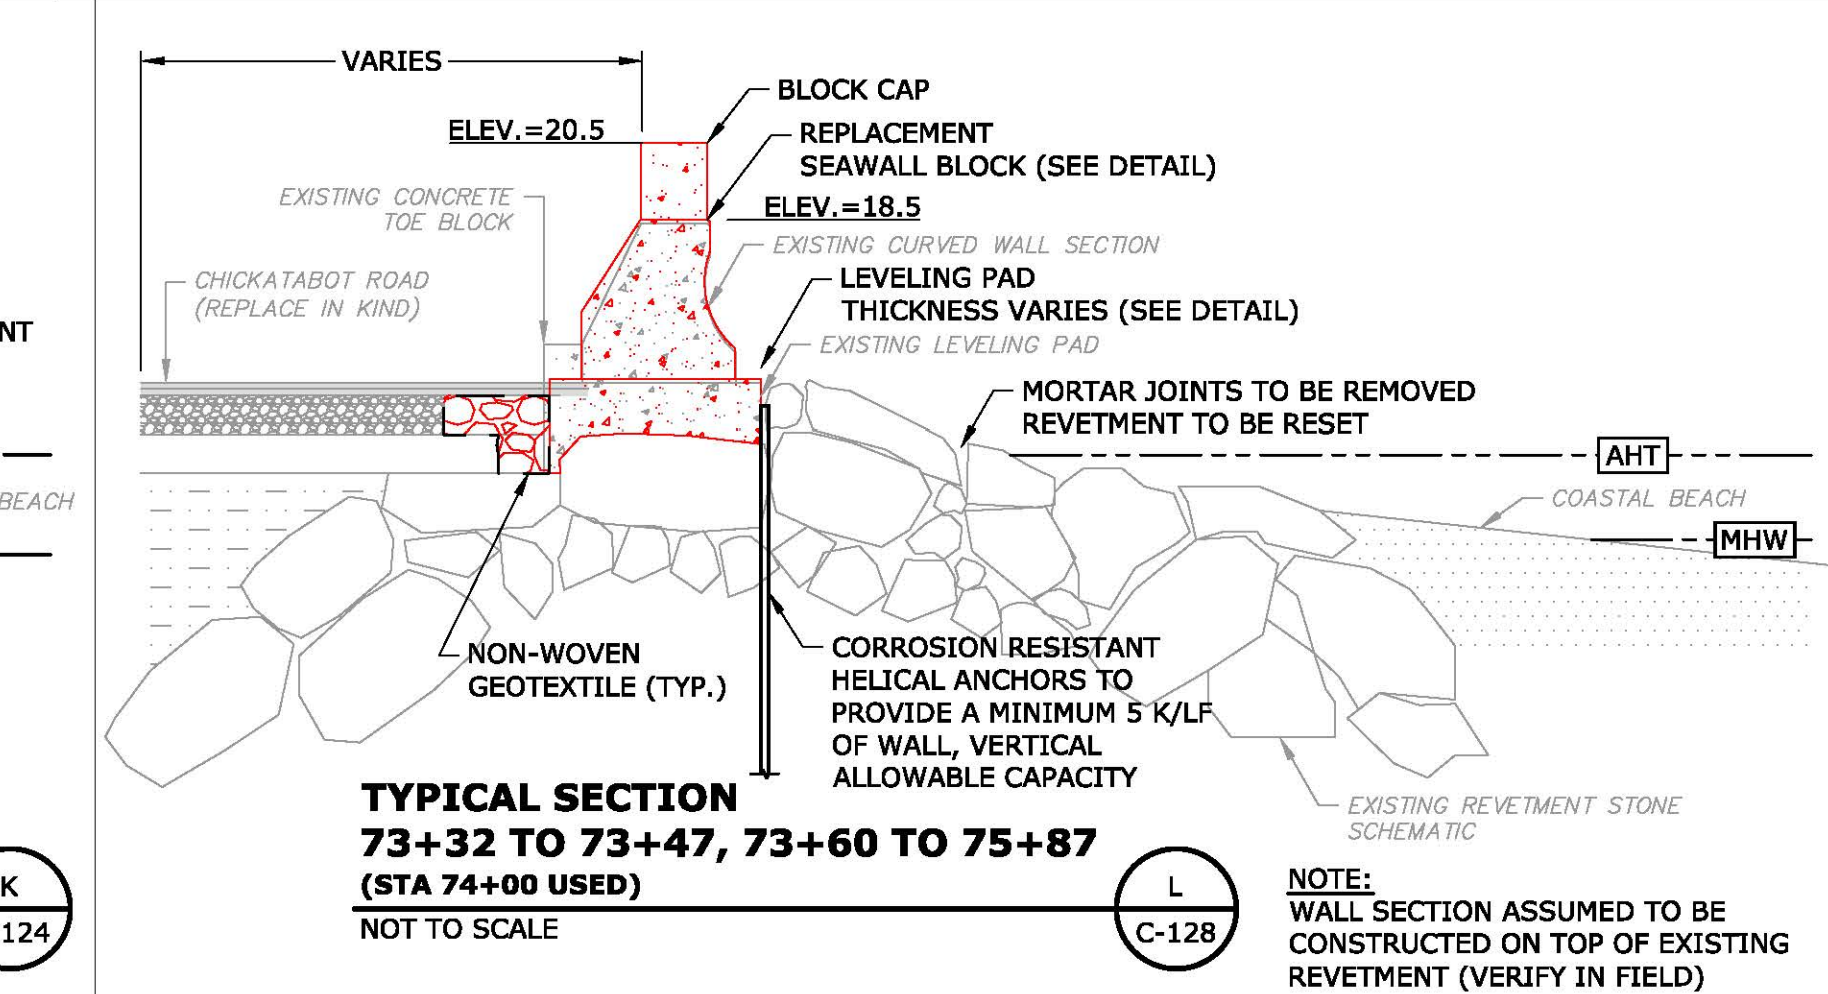 VARIES
BLOCK CAP
ELEV.=20.5
REPLACEMENT
SEAWALL BLOCK (SEE DETAIL)
EXISTING CONCRETE
TOE BLOCK
ELEV.=18.5
EXISTING CURVED WALL SECTION
CHICKATABOT ROAD
(REPLACE IN KIND)
LEVELING PAD
THICKNESS VARIES (SEE DETAIL)
NT
EXISTING LEVELING PAD
MORTAR JOINTS TO BE REMOVED
REVETMENT TO BE RESET
AHT
BEACH
COASTAL BEACH
MHW
NON-WOVEN
GEOTEXTILE (TYP.)
CORROSION RESISTANT
HELICAL ANCHORS TO
PROVIDE A MINIMUM 5 K/LF
OF WALL, VERTICAL
ALLOWABLE CAPACITY
EXISTING REVETMENT STONE
SCHEMATIC
TYPICAL SECTION
73+32 TO 73+47, 73+60 TO 75+87
(STA 74+00 USED)
NOT TO SCALE
K
124
L
C-128
NOTE:
WALL SECTION ASSUMED TO BE
CONSTRUCTED ON TOP OF EXISTING
REVETMENT (VERIFY IN FIELD)